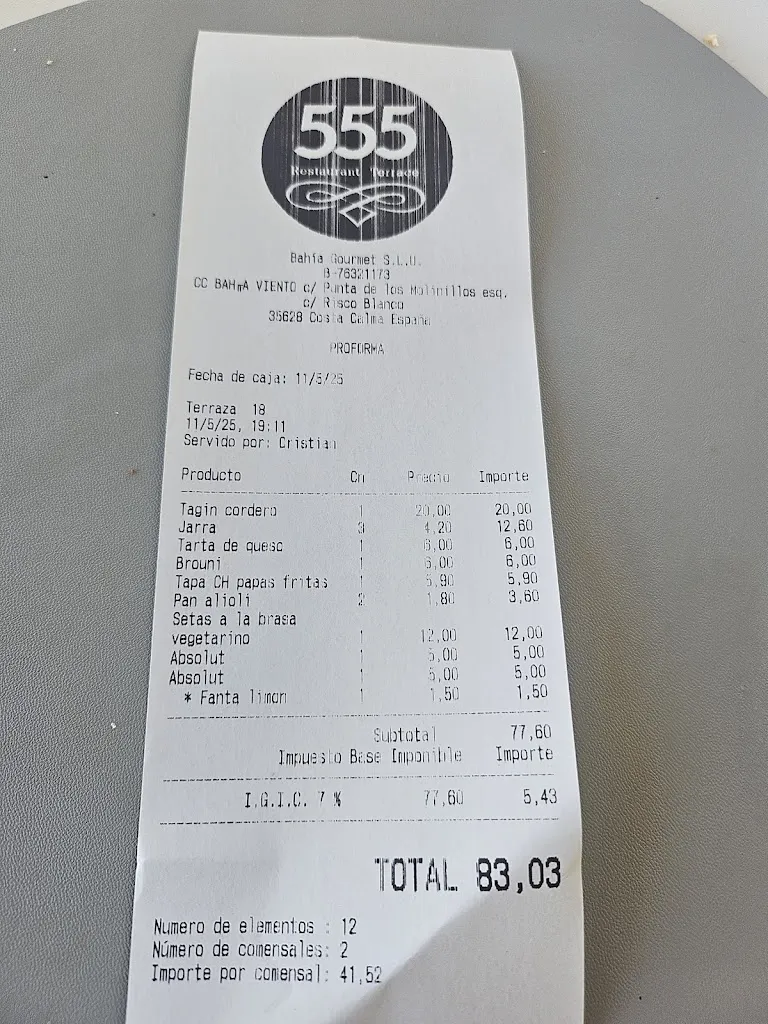 555
Restaurant Terrace
Bahía Gourmet S.L.U.
B-76321173
CC BAHπA VIENTO c/ Punta de los Molinillos esq.
c/ Risco Blanco
35628 Costa Calma España
PROFORMA
Fecha de caja: 11/5/25
Terraza 18
11/5/25, 19:11
Servido por: Cristian
Producto Cn Precio Importe
Tagin cordero 1 20,00 20,00
Jarra 3 4,20 12,60
Tarta de queso 1 6,00 6,00
Brouni 1 6,00 6,00
Tapa CH papas fritas 1 5,90 5,90
Pan alioli 2 1,80 3,60
Setas a la brasa
vegetarino 1 12,00 12,00
Absolut 1 5,00 5,00
Absolut 1 5,00 5,00
* Fanta limon 1 1,50 1,50
Subtotal 77,60
Impuesto Base Imponible Importe
I.G.I.C. 7 % 77,60 5,43
TOTAL 83,03
Numero de elementos : 12
Número de comensales: 2
Importe por comensal: 41,52